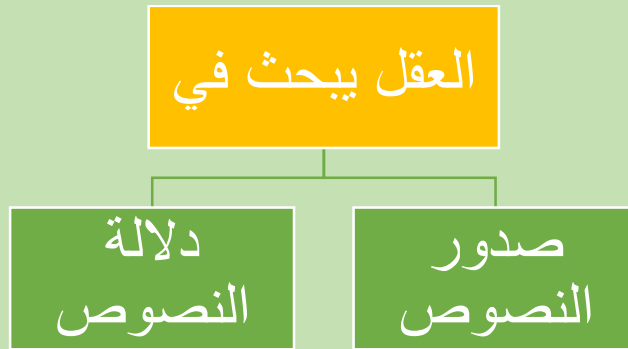 العقل يبحث في
صدور
النصوص
دلالة
النصوص